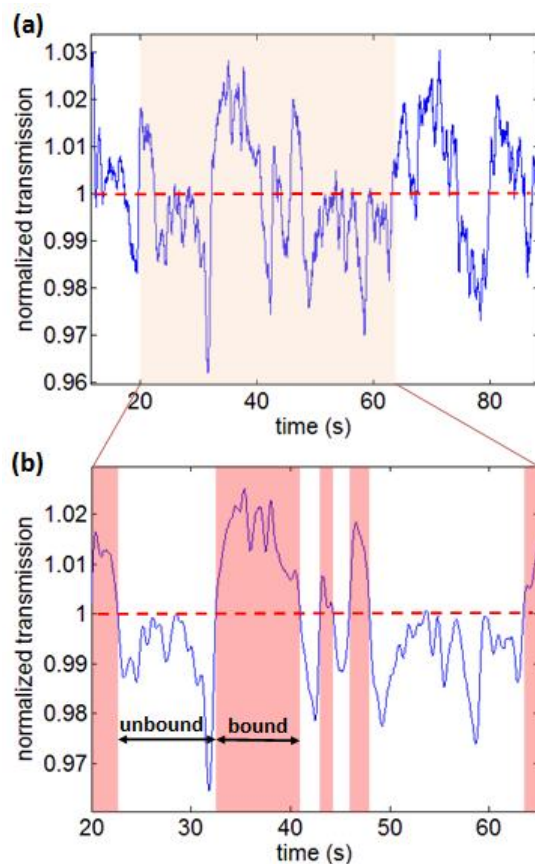 (a)
normalized transmission
1.03
1.02
1.01
1
0.99
0.98
0.97
0.96
20 40 60 80
time (s)
(b)
normalized transmission
1.02
1.01
1
0.99
0.98
0.97
unbound bound
20 30 40 50 60
time (s)